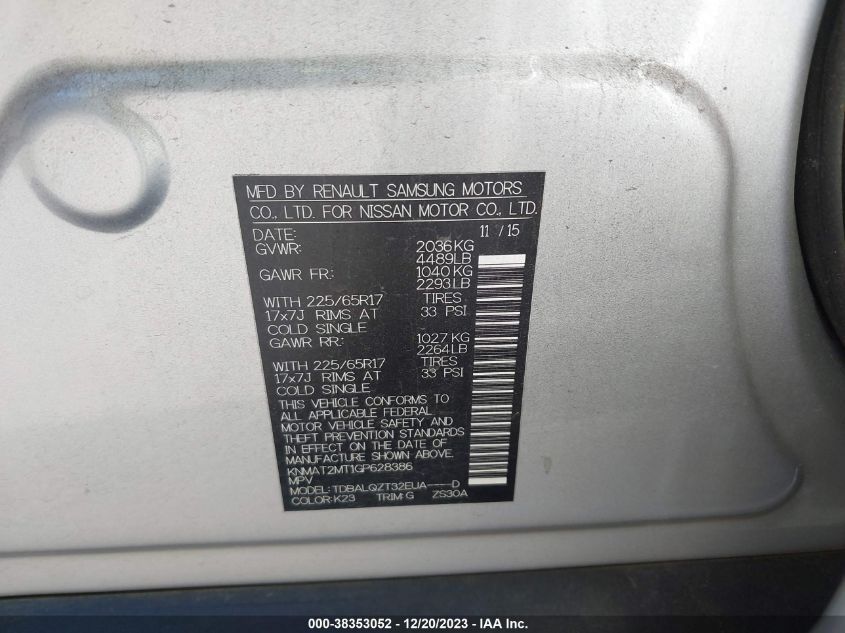 MFD BY RENAULT SAMSUNG MOTORS
CO., LTD. FOR NISSAN MOTOR CO., LTD.
DATE: 11 / 15
GVWR: 2036KG
4489LB
GAWR FR: 1040KG
2293LB
WITH 225/65R17 TIRES
17x7J RIMS AT 33 PSI
COLD SINGLE
GAWR RR: 1027KG
2264LB
WITH 225/65R17 TIRES
17x7J RIMS AT 33 PSI
COLD SINGLE
THIS VEHICLE CONFORMS TO
ALL APPLICABLE FEDERAL
MOTOR VEHICLE SAFETY AND
THEFT PREVENTION STANDARDS
IN EFFECT ON THE DATE OF
MANUFACTURE SHOWN ABOVE.
KNMAT2MT1GP628386
MPV
MODEL:TDBALQZT32EUA----D
COLOR:K23 TRIM:G ZS30A
000-38353052 - 12/20/2023 - IAA Inc.